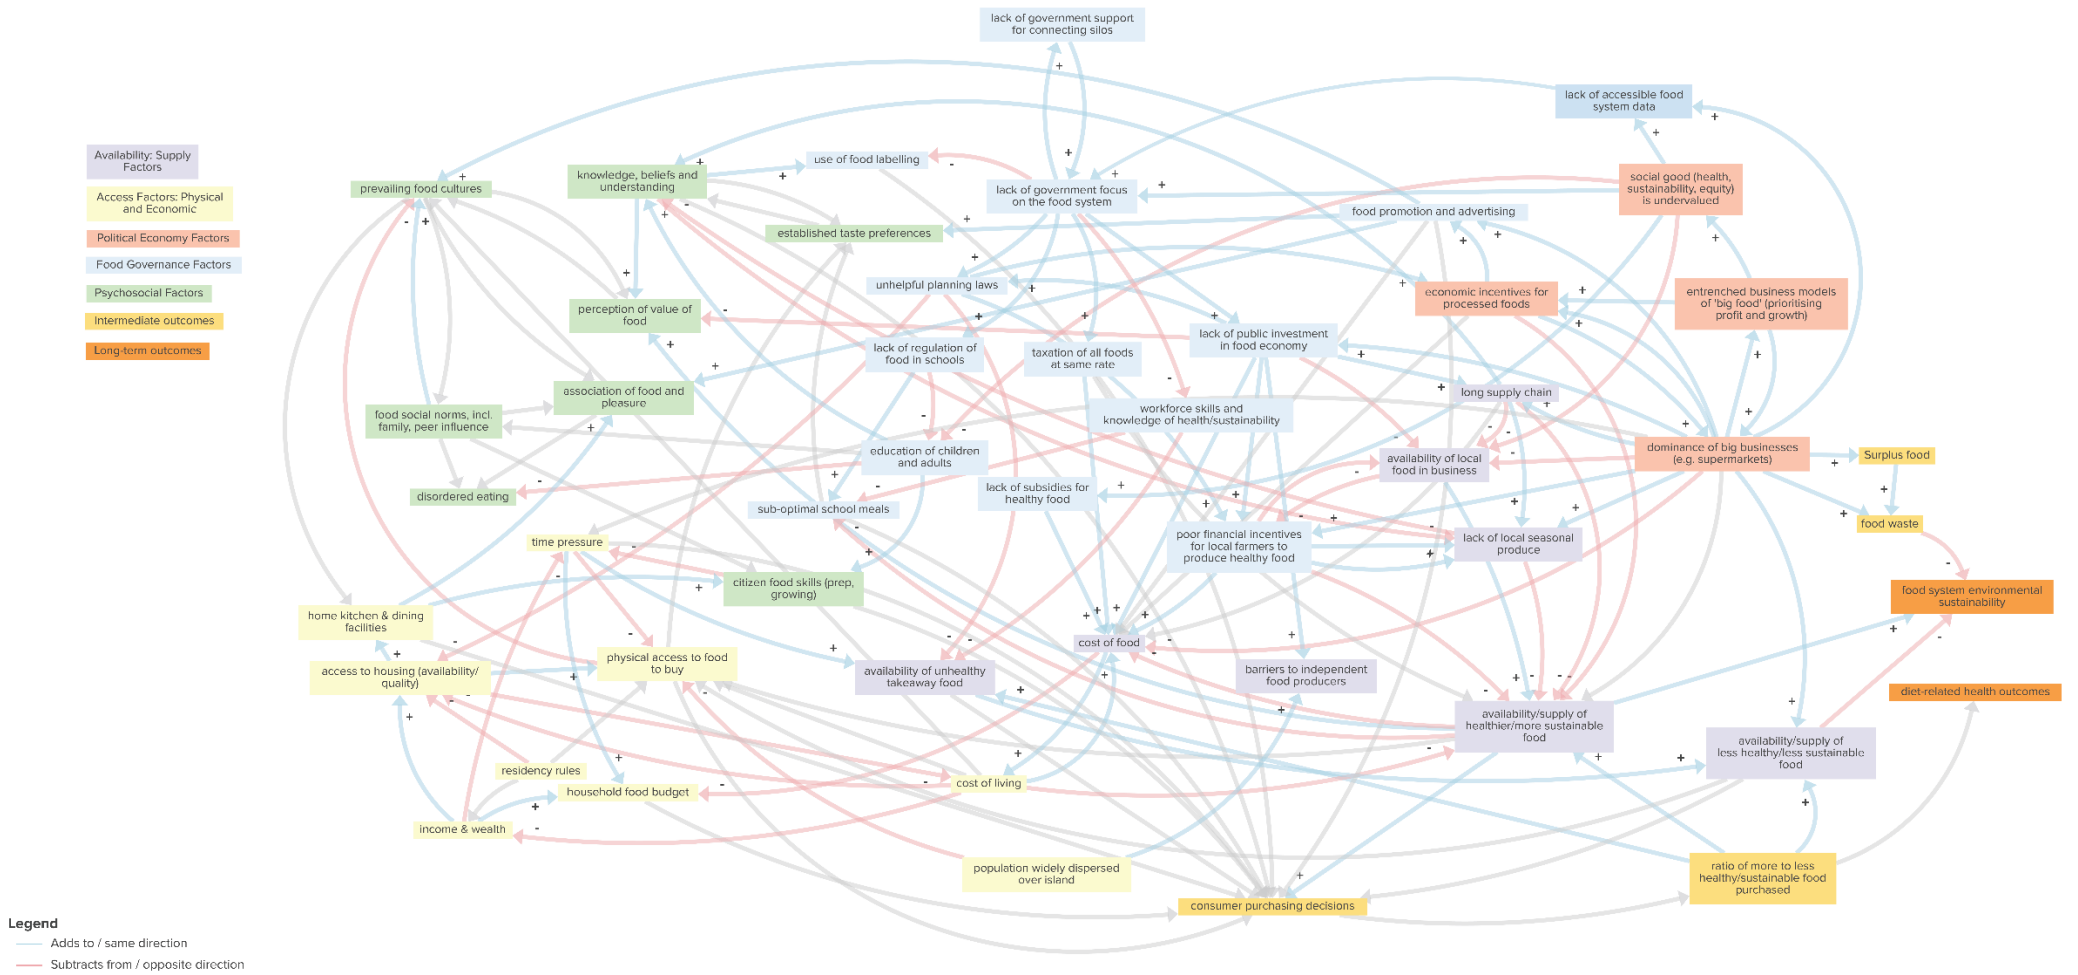 lack of government support
for connecting silos
lack of accessible food
system data
Availability: Supply
Factors
Access Factors: Physical
and Economic
Political Economy Factors
Food Governance Factors
Psychosocial Factors
Intermediate outcomes
Long-term outcomes
prevailing food cultures
knowledge, beliefs and
understanding
use of food labelling
lack of government focus
on the food system
social good (health,
sustainability, equity)
is undervalued
food promotion and advertising
established taste preferences
unhelpful planning laws
economic incentives for
processed foods
entrenched business models
of 'big food' (prioritising
profit and growth)
perception of value of
food
lack of regulation of
food in schools
taxation of all foods
at same rate
lack of public investment
in food economy
association of food and
pleasure
food social norms, incl.
family, peer influence
long supply chain
workforce skills and
knowledge of health/sustainability
education of children
and adults
availability of local
food in business
dominance of big businesses
(e.g. supermarkets)
Surplus food
disordered eating
lack of subsidies for
healthy food
sub-optimal school meals
food waste
time pressure
poor financial incentives
for local farmers to
produce healthy food
lack of local seasonal
produce
citizen food skills (prep,
growing)
food system environmental
sustainability
home kitchen & dining
facilities
cost of food
access to housing (availability/
quality)
physical access to food
to buy
availability of unhealthy
takeaway food
barriers to independent
food producers
diet-related health outcomes
availability/supply of
healthier/more sustainable
food
availability/supply of
less healthy/less sustainable
food
residency rules
household food budget
cost of living
income & wealth
population widely dispersed
over island
ratio of more to less
healthy/sustainable food
purchased
consumer purchasing decisions
Legend
Adds to / same direction
Subtracts from / opposite direction